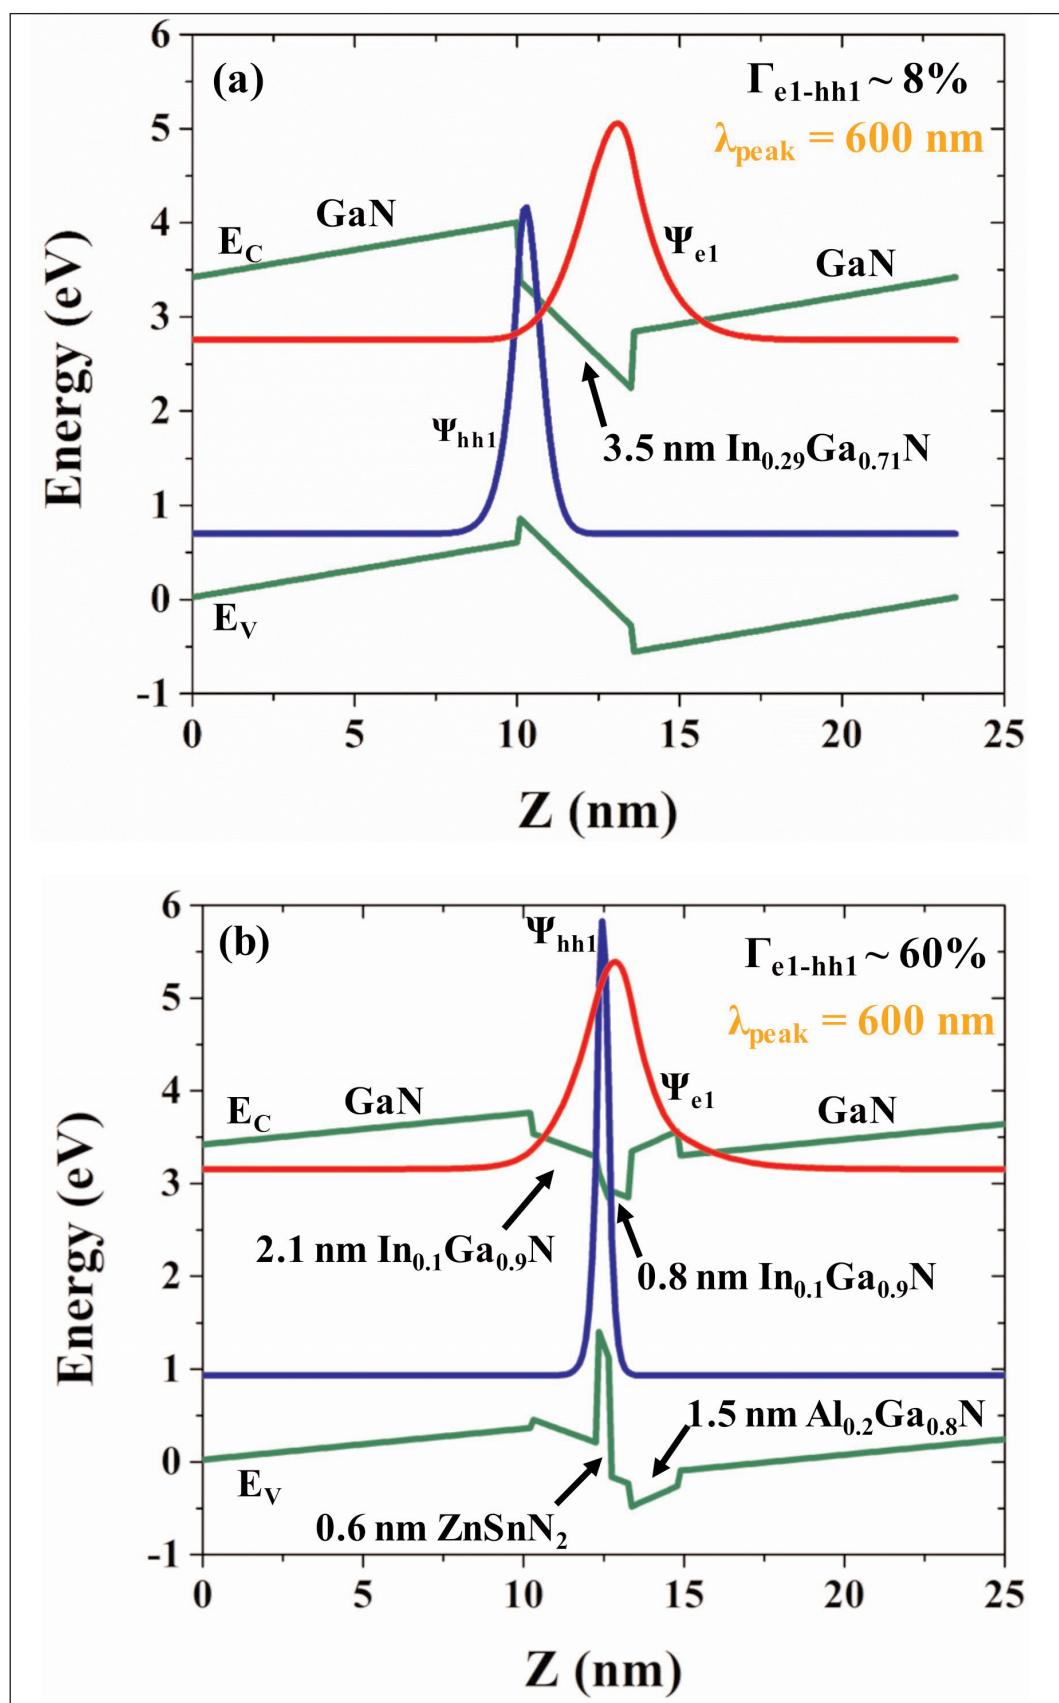 (a)
Γe1-hh1 ~ 8%
λpeak = 600 nm
GaN
EC
Ψe1
GaN
Ψhh1
3.5 nm In0.29Ga0.71N
EV
Energy (eV)
6
5
4
3
2
1
0
-1
0 5 10 15 20 25
Z (nm)
(b)
Ψhh1
Γe1-hh1 ~ 60%
λpeak = 600 nm
GaN
EC
Ψe1
GaN
2.1 nm In0.1Ga0.9N
0.8 nm In0.1Ga0.9N
1.5 nm Al0.2Ga0.8N
EV
0.6 nm ZnSnN2
Energy (eV)
6
5
4
3
2
1
0
-1
0 5 10 15 20 25
Z (nm)